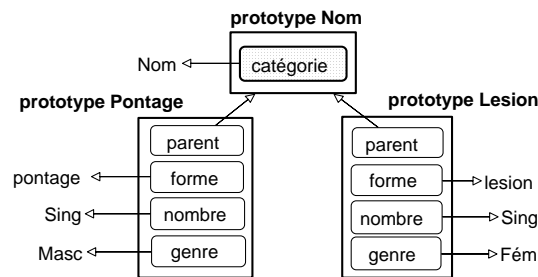 prototype Nom
Nom
catégorie
prototype Pontage
prototype Lesion
parent
parent
pontage
forme
forme
lesion
Sing
nombre
nombre
Sing
Masc
genre
genre
Fém